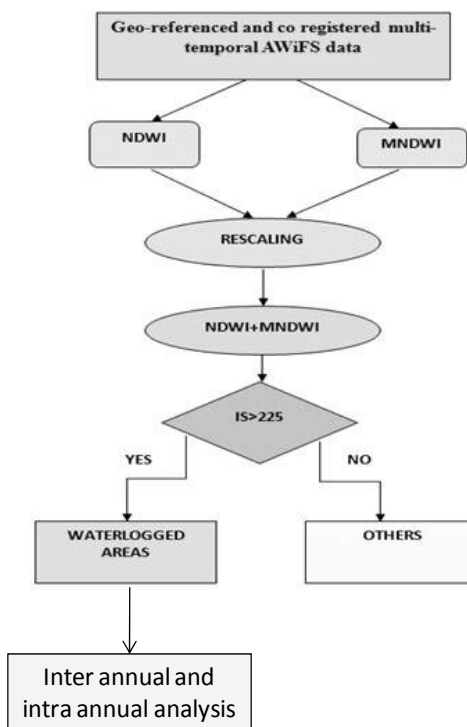 Geo-referenced and co registered multi-
temporal AWiFS data
NDWI
MNDWI
RESCALING
NDWI+MNDWI
IS>225
YES
NO
WATERLOGGED
AREAS
OTHERS
Inter annual and
intra annual analysis